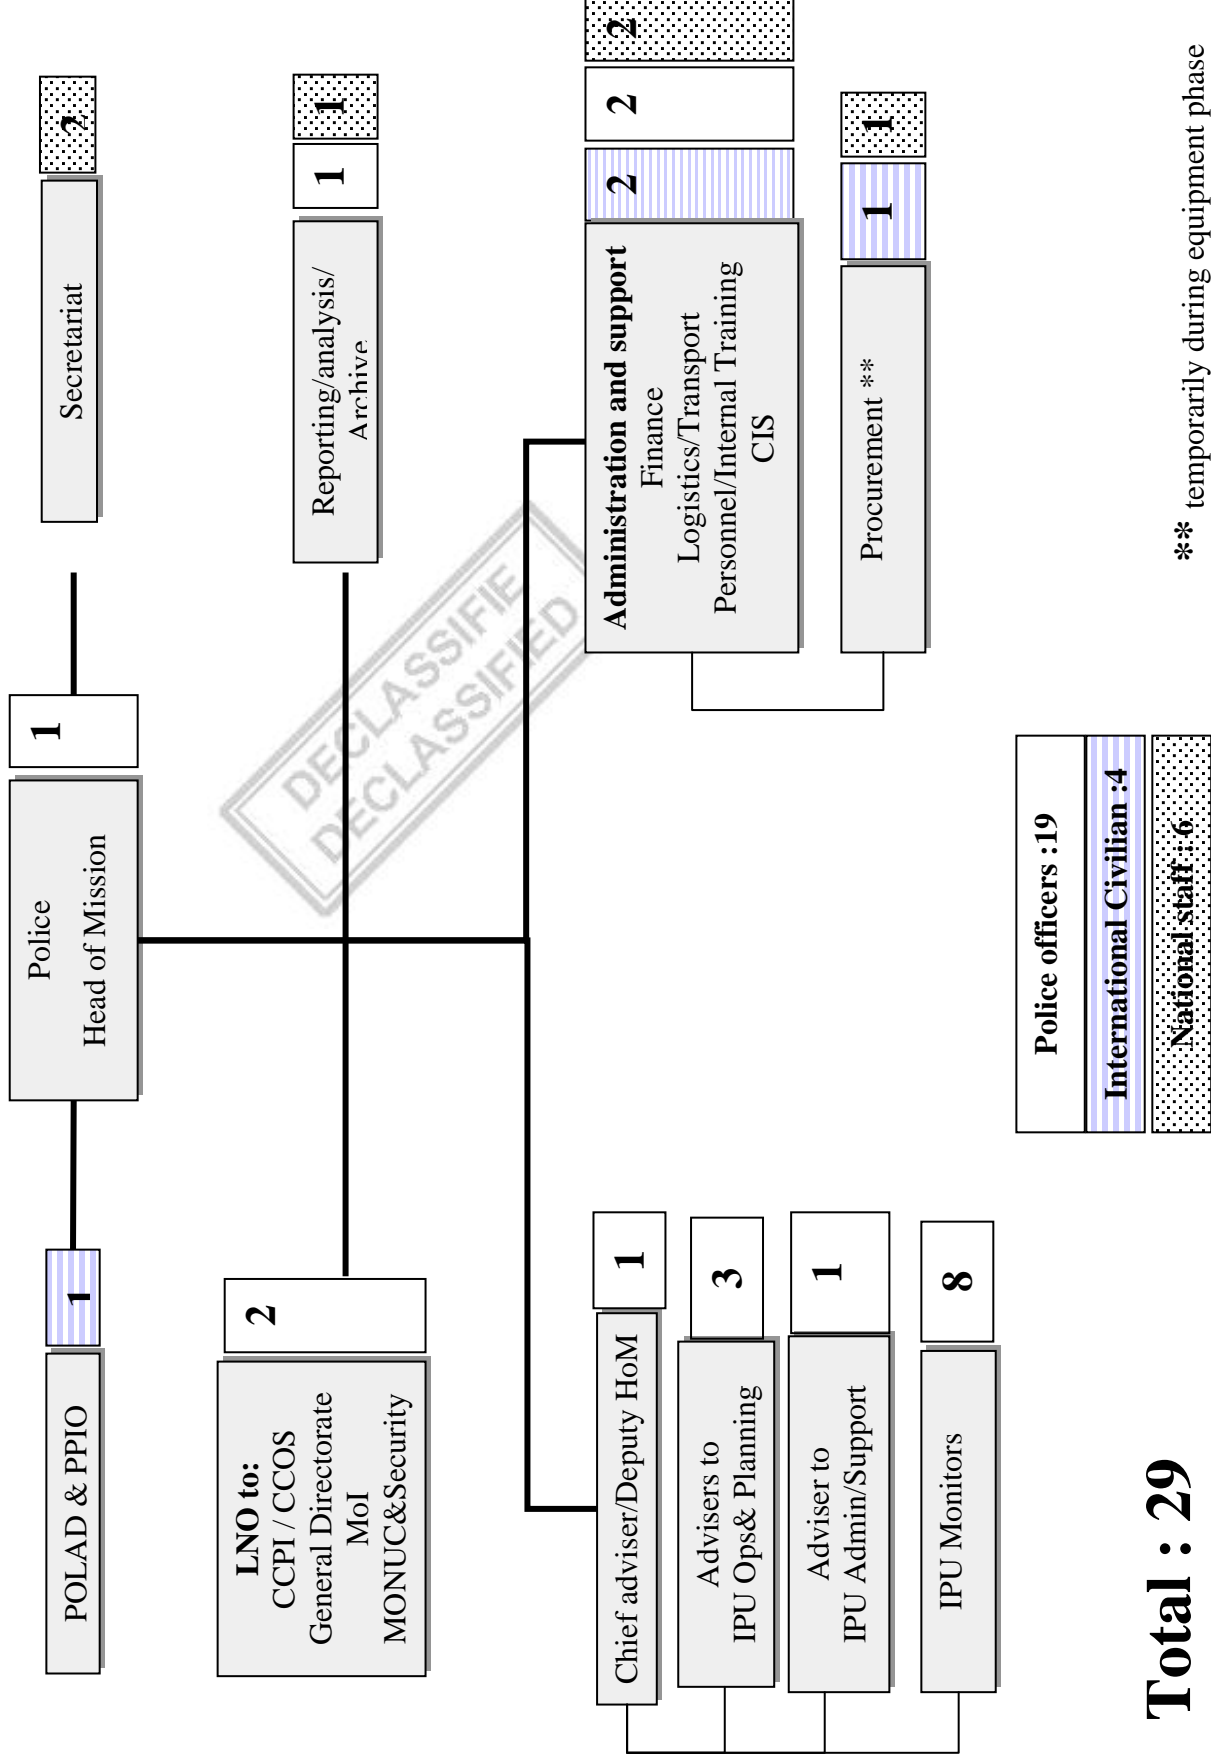 POLAD & PPIO
1
Police
Head of Mission
1
Secretariat
2
LNO to:
CCPI / CCOS
General Directorate
MoI
MONUC&Security
2
Reporting/analysis/
Archive
1
1
DECLASSIFIE
DECLASSIFIED
Chief adviser/Deputy HoM
1
Advisers to
IPU Ops& Planning
3
Adviser to
IPU Admin/Support
1
IPU Monitors
8
Administration and support
Finance
Logistics/Transport
Personnel/Internal Training
CIS
2
2
2
Procurement **
1
1
Police officers :19
International Civilian :4
National staff : 6
Total : 29
** temporarily during equipment phase